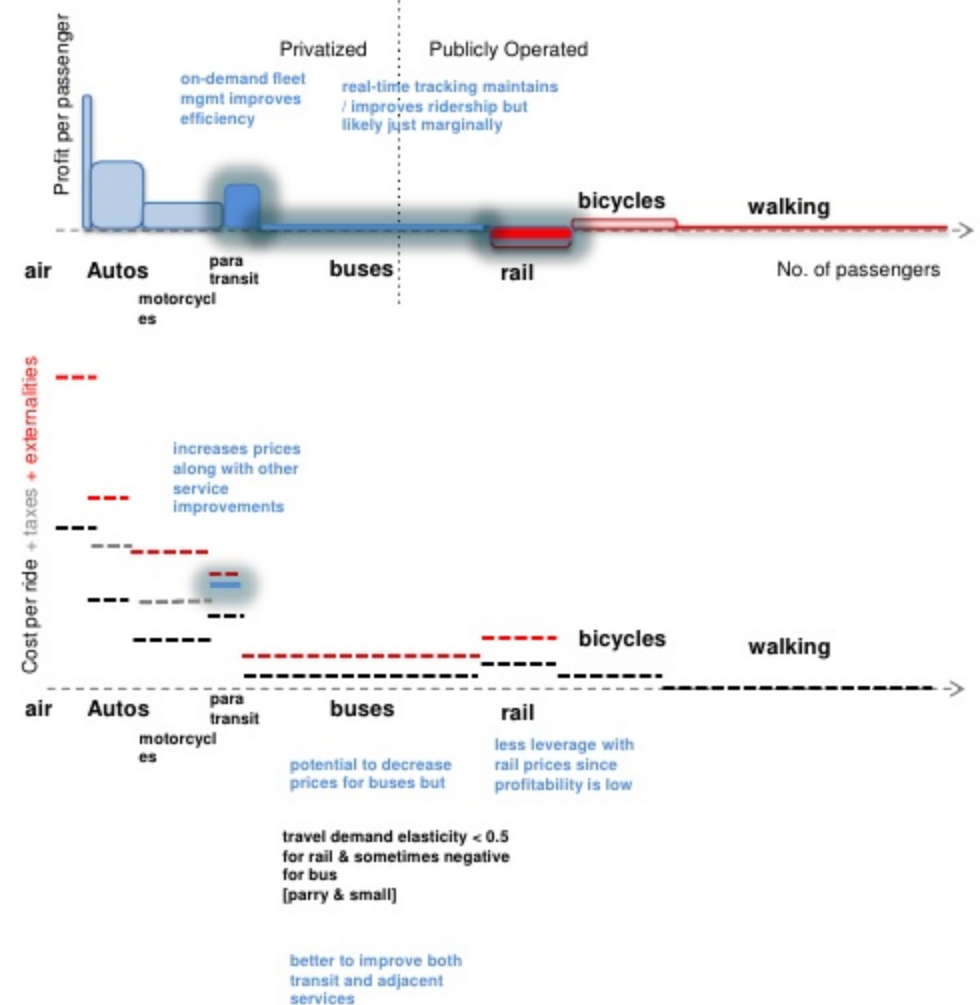 Profit per passenger
Privatized
Publicly Operated
on-demand fleet
mgmt improves
efficiency
real-time tracking maintains
/ improves ridership but
likely just marginally
bicycles
walking
air
Autos
para
transit
motorcycl
es
buses
rail
No. of passengers
Cost per ride + taxes + externalities
increases prices
along with other
service
improvements
bicycles
walking
air
Autos
para
transit
motorcycl
es
buses
rail
potential to decrease
prices for buses but
less leverage with
rail prices since
profitability is low
travel demand elasticity < 0.5
for rail & sometimes negative
for bus
[parry & small]
better to improve both
transit and adjacent
services